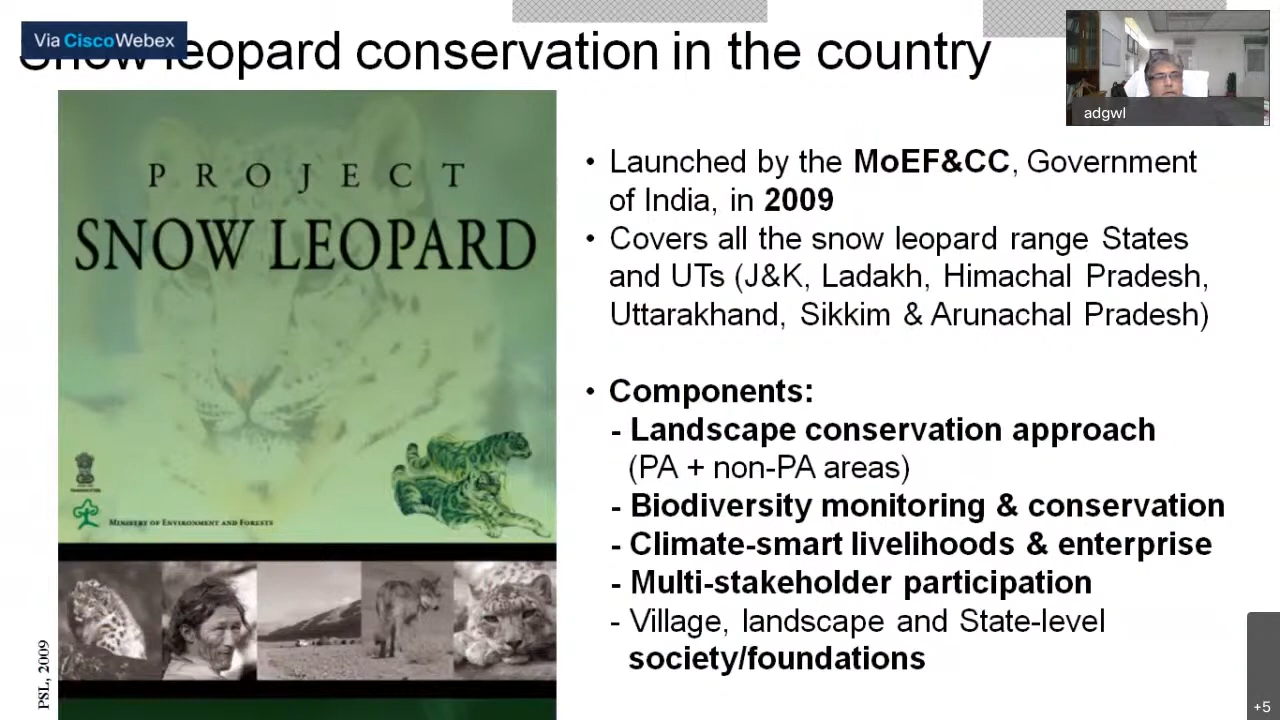 Via Cisco Webex
Snow leopard conservation in the country
adgwl
PROJECT
SNOW LEOPARD
MINISTRY OF ENVIRONMENT AND FORESTS
PSL, 2009
• Launched by the MoEF&CC, Government
of India, in 2009
• Covers all the snow leopard range States
and UTs (J&K, Ladakh, Himachal Pradesh,
Uttarakhand, Sikkim & Arunachal Pradesh)
• Components:
- Landscape conservation approach
(PA + non-PA areas)
- Biodiversity monitoring & conservation
- Climate-smart livelihoods & enterprise
- Multi-stakeholder participation
- Village, landscape and State-level
society/foundations
+5